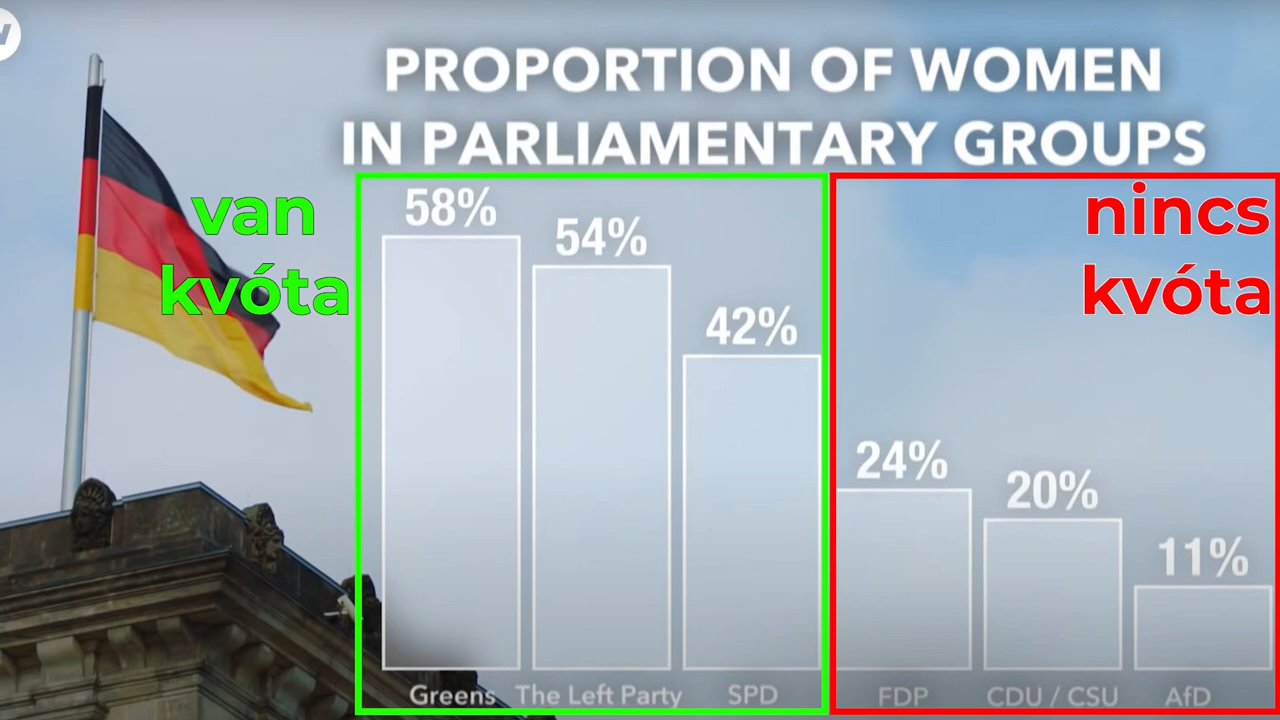 PROPORTION OF WOMEN
IN PARLIAMENTARY GROUPS
van
kvóta
nincs
kvóta
58%
54%
42%
24%
20%
11%
Greens
The Left Party
SPD
FDP
CDU / CSU
AfD